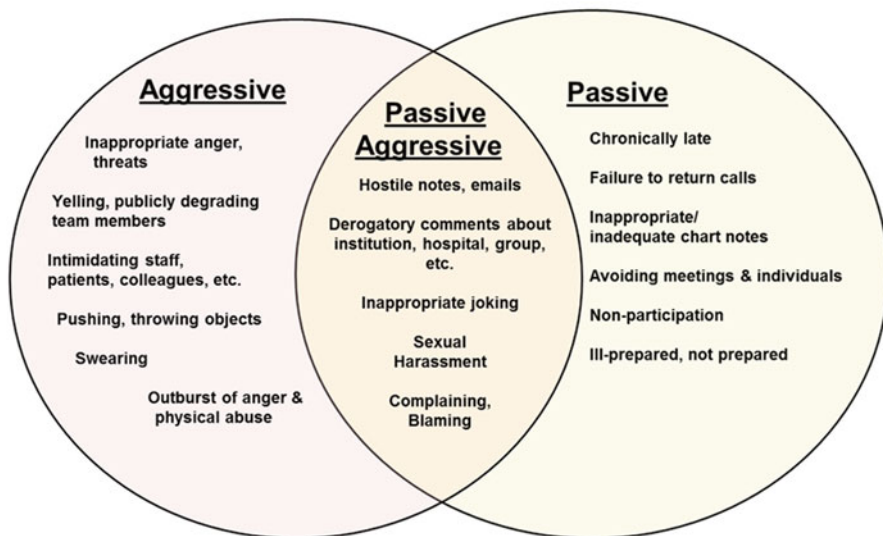 Aggressive
Inappropriate anger,
threats
Yelling, publicly degrading
team members
Intimidating staff,
patients, colleagues, etc.
Pushing, throwing objects
Swearing
Outburst of anger &
physical abuse
Passive
Aggressive
Hostile notes, emails
Derogatory comments about
institution, hospital, group,
etc.
Inappropriate joking
Sexual
Harassment
Complaining,
Blaming
Passive
Chronically late
Failure to return calls
Inappropriate/
inadequate chart notes
Avoiding meetings & individuals
Non-participation
Ill-prepared, not prepared